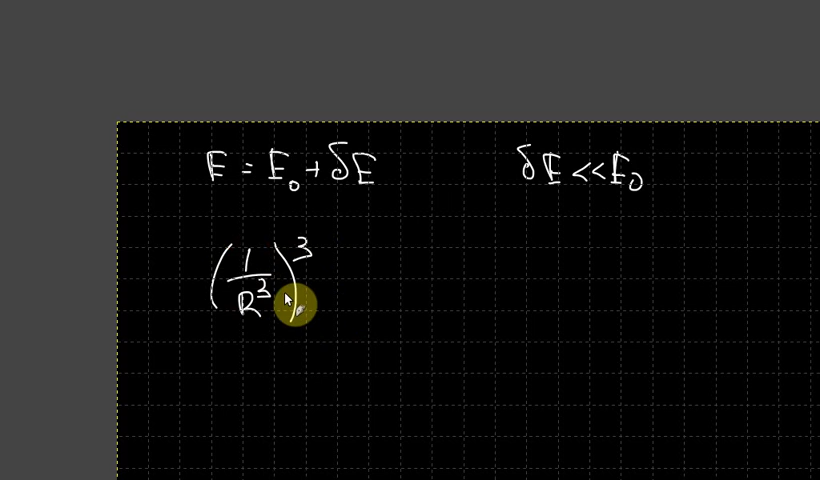 E = E₀ + δE
δE << E₀
(1/R³)³